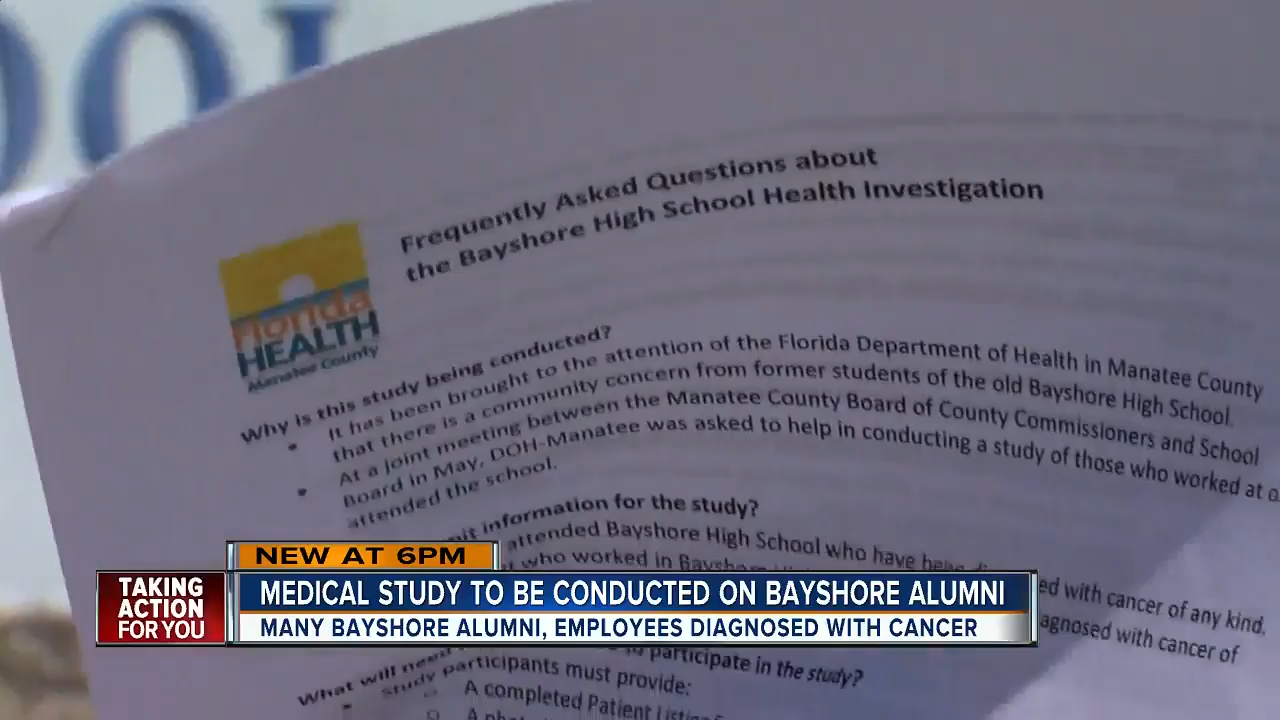 OOL
Frequently Asked Questions about
the Bayshore High School Health Investigation
Florida
HEALTH
Manatee County
Why is this study being conducted?
• It has been brought to the attention of the Florida Department of Health in Manatee County
that there is a community concern from former students of the old Bayshore High School.
• At a joint meeting between the Manatee County Board of County Commissioners and School
Board in May, DOH-Manatee was asked to help in conducting a study of those who worked at o
attended the school.
information for the study?
attended Bayshore High School who have been ed with cancer of any kind.
who worked in Bayshore agnosed with cancer of
What will need to participate in the study?
• Study participants must provide:
A completed Patient
NEW AT 6PM
TAKING
ACTION
FOR YOU
MEDICAL STUDY TO BE CONDUCTED ON BAYSHORE ALUMNI
MANY BAYSHORE ALUMNI, EMPLOYEES DIAGNOSED WITH CANCER